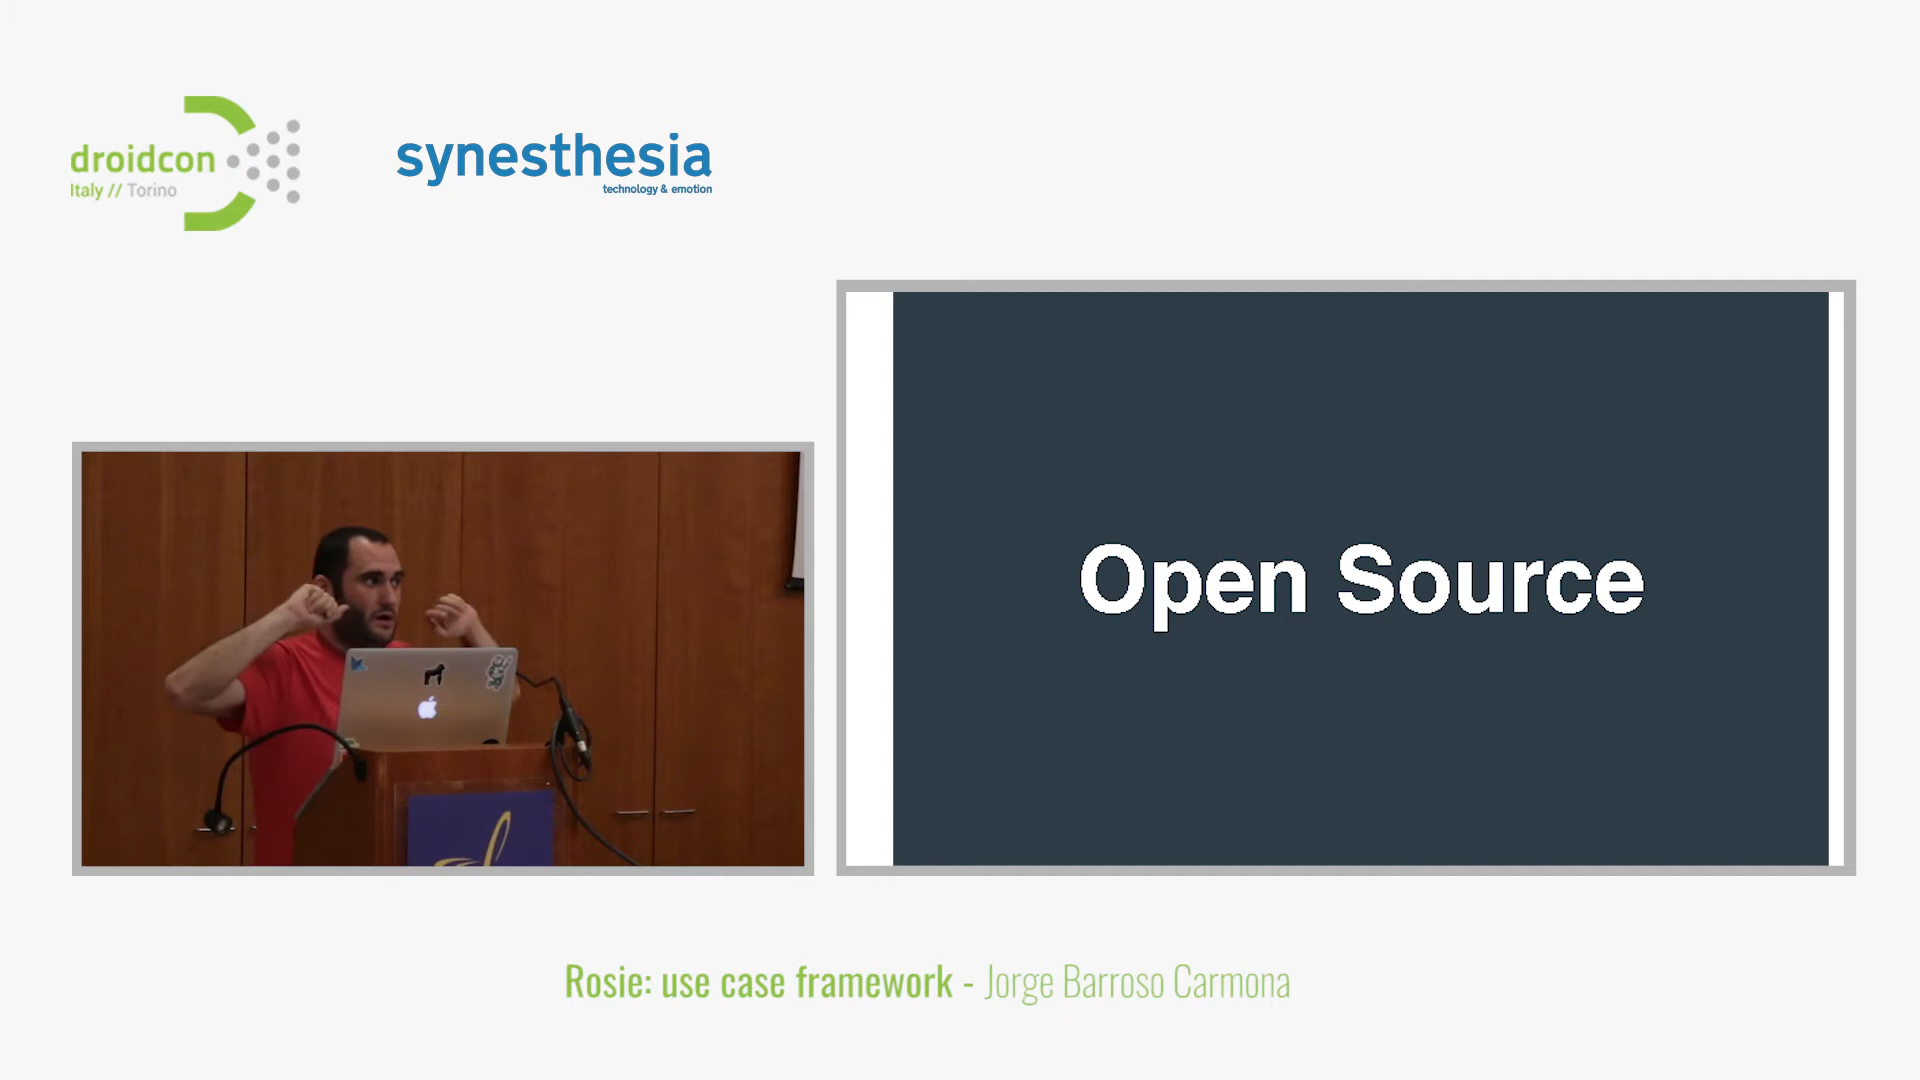 droidcon
Italy // Torino
synesthesia
technology & emotion
Open Source
Rosie: use case framework - Jorge Barroso Carmona